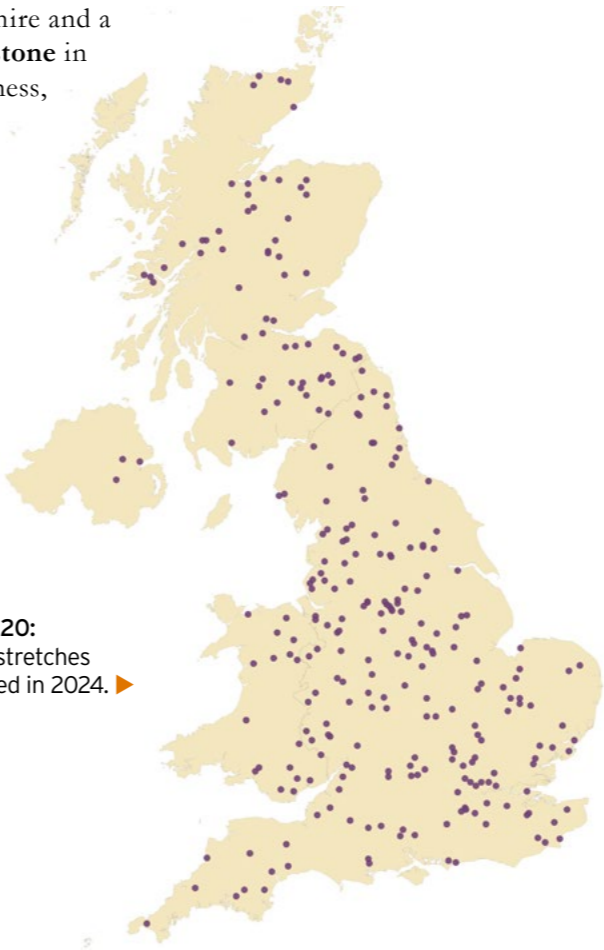 hire and a
tone in
ness,
20:
stretches
ed in 2024. ▶